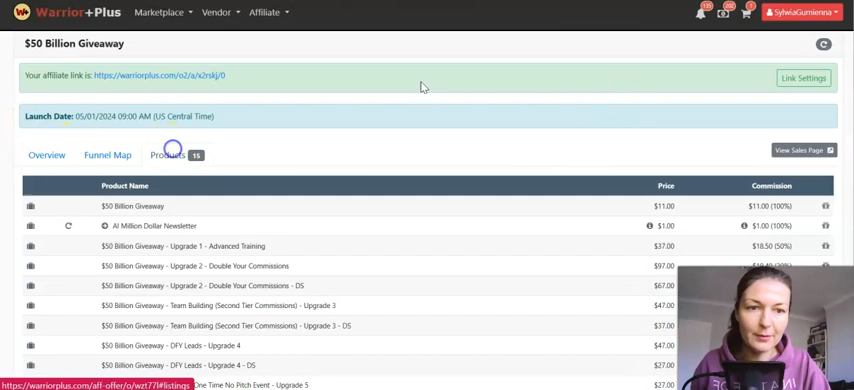 Warrior+Plus Marketplace Vendor Affiliate 135 202 1 SylwiaGumienna
$50 Billion Giveaway
Your affiliate link is: https://warriorplus.com/o2/a/x2rskj/0 Link Settings
Launch Date: 05/01/2024 09:00 AM (US Central Time)
Overview Funnel Map Products 15 View Sales Page
Product Name Price Commission
$50 Billion Giveaway $11.00 $11.00 (100%)
AI Million Dollar Newsletter $1.00 $1.00 (100%)
$50 Billion Giveaway - Upgrade 1 - Advanced Training $37.00 $18.50 (50%)
$50 Billion Giveaway - Upgrade 2 - Double Your Commissions $97.00
$50 Billion Giveaway - Upgrade 2 - Double Your Commissions - DS $67.00
$50 Billion Giveaway - Team Building (Second Tier Commissions) - Upgrade 3 $47.00
$50 Billion Giveaway - Team Building (Second Tier Commissions) - Upgrade 3 - DS $37.00
$50 Billion Giveaway - DFY Leads - Upgrade 4 $47.00
$50 Billion Giveaway - DFY Leads - Upgrade 4 - DS $27.00
https://warriorplus.com/aff-offer/o/wzt77l#listings One Time No Pitch Event - Upgrade 5 $27.00